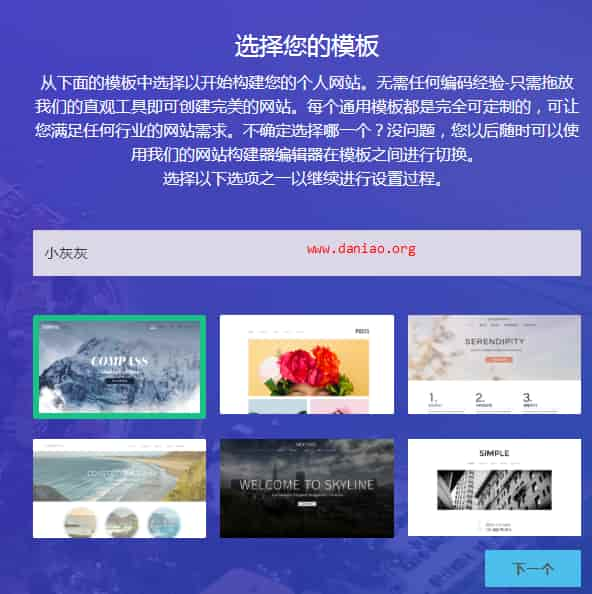 选择您的模板
从下面的模板中选择以开始构建您的个人网站。无需任何编码经验-只需拖放
我们的直观工具即可创建完美的网站。每个通用模板都是完全可定制的，可让
您满足任何行业的网站需求。不确定选择哪一个？没问题，您以后随时可以使
用我们的网站构建器编辑器在模板之间进行切换。
选择以下选项之一以继续进行设置过程。
小灰灰
www.daniao.org
COMPASS
SERENDIPITY
1. 2. 3.
WELCOME TO SKYLINE
SIMPLE
下一个